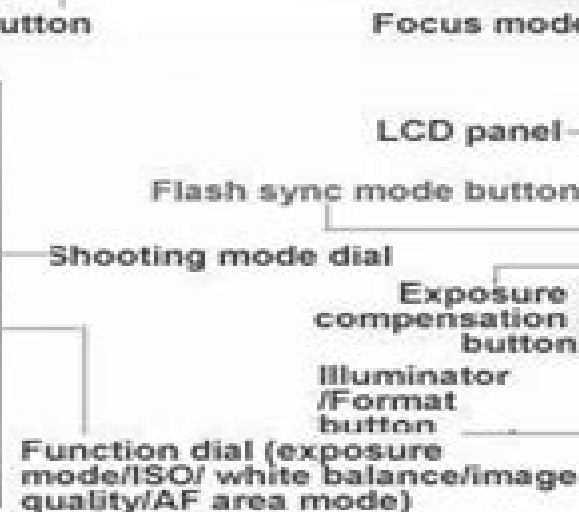 utton
Focus mode
LCD panel
Flash sync mode button
Shooting mode dial
Exposure
compensation
button
Illuminator
/Format
button
Function dial (exposure
mode/ISO/ white balance/image
quality/AF area mode)